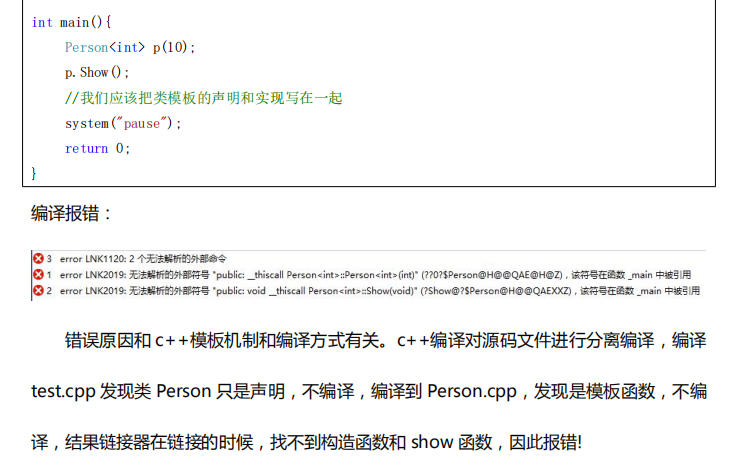 int main(){
Person<int> p(10);
p.Show();
//我们应该把类模板的声明和实现写在一起
system("pause");
return 0;
}
编译报错：
3 error LNK1120: 2 个无法解析的外部命令
1 error LNK2019: 无法解析的外部符号 "public: __thiscall Person<int>::Person<int>(int)" (??0?$Person@H@@QAE@H@Z)，该符号在函数 _main 中被引用
2 error LNK2019: 无法解析的外部符号 "public: void __thiscall Person<int>::Show(void)" (?Show@?$Person@H@@QAEXXZ)，该符号在函数 _main 中被引用
错误原因和 c++模板机制和编译方式有关。c++编译对源码文件进行分离编译，编译
test.cpp 发现类 Person 只是声明，不编译，编译到 Person.cpp，发现是模板函数，不编
译，结果链接器在链接的时候，找不到构造函数和 show 函数，因此报错!